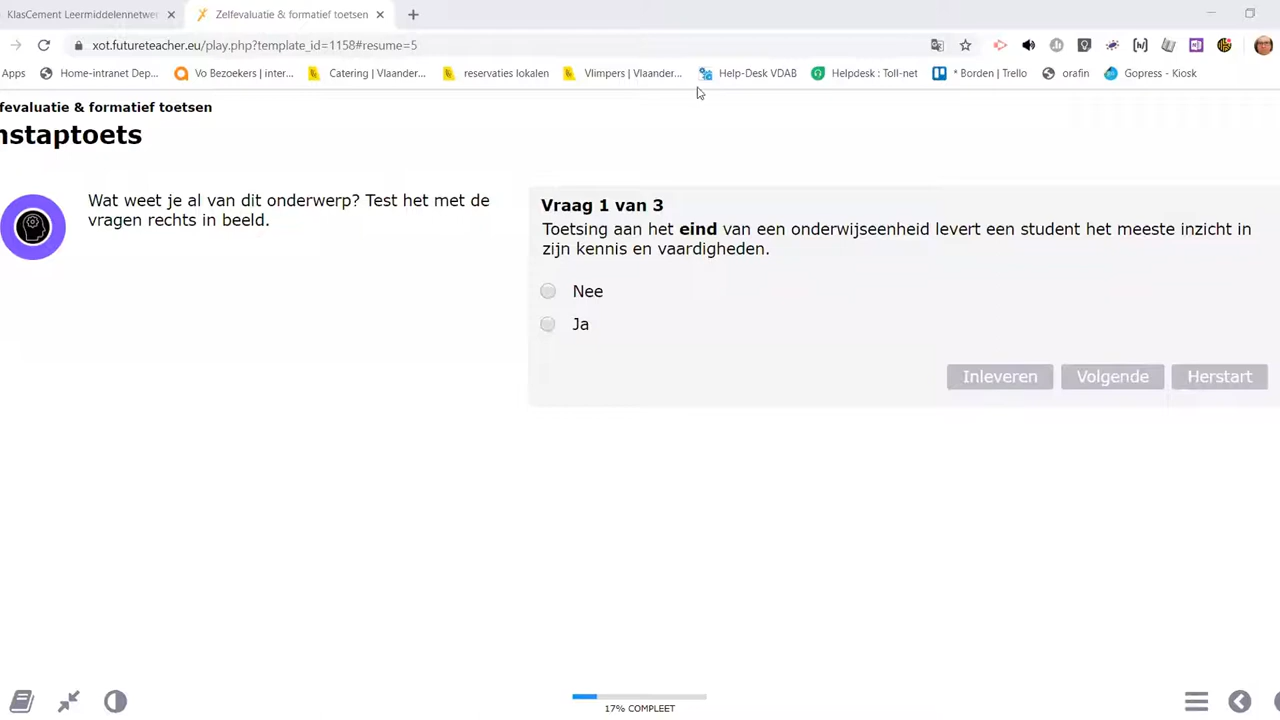 KlasCement Leermiddelennetwer
Zelfevaluatie & formatief toetsen
xot.futureteacher.eu/play.php?template_id=1158#resume=5
Apps
Home-intranet Dep...
Vo Bezoekers | inter...
Catering | Vlaander...
reservaties lokalen
Vlimpers | Vlaander...
Help-Desk VDAB
Helpdesk : Toll-net
* Borden | Trello
orafin
Gopress - Kiosk
fevaluatie & formatief toetsen
nstaptoets
Wat weet je al van dit onderwerp? Test het met de
vragen rechts in beeld.
Vraag 1 van 3
Toetsing aan het eind van een onderwijseenheid levert een student het meeste inzicht in
zijn kennis en vaardigheden.
Nee
Ja
Inleveren
Volgende
Herstart
17% COMPLEET